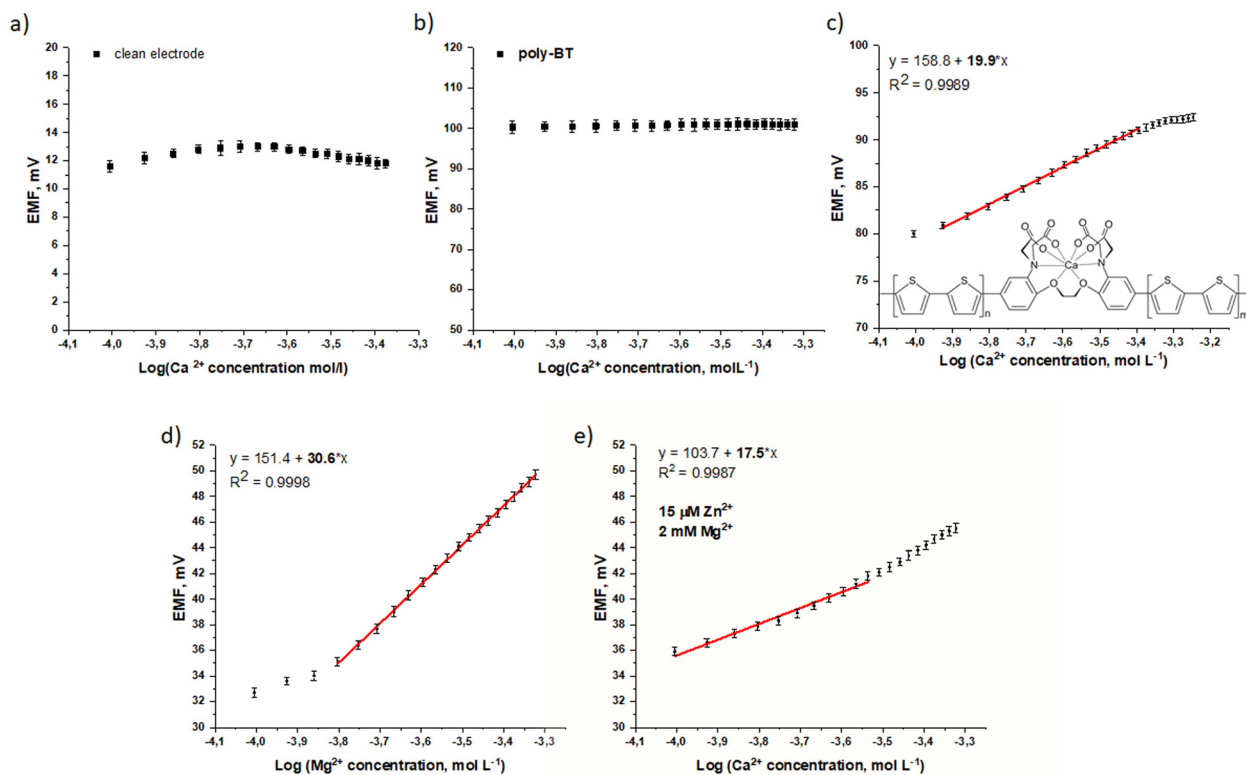 a)
clean electrode
EMF, mV
20
18
16
14
12
10
8
6
4
2
0
-4,1 -4,0 -3,9 -3,8 -3,7 -3,6 -3,5 -3,4 -3,3
Log(Ca 2+ concentration mol/l)
b)
poly-BT
EMF, mV
120
110
100
90
80
70
60
50
-4,1 -4,0 -3,9 -3,8 -3,7 -3,6 -3,5 -3,4 -3,3
Log(Ca2+ concentration, molL-1)
c)
y = 158.8 + 19.9*x
R2 = 0.9989
EMF, mV
100
95
90
85
80
75
70
O O O O
O O O O
N Ca N
S S O O S S
n m
-4,1 -4,0 -3,9 -3,8 -3,7 -3,6 -3,5 -3,4 -3,3 -3,2
Log (Ca2+ concentration, mol L-1)
d)
y = 151.4 + 30.6*x
R2 = 0.9998
EMF, mV
52
50
48
46
44
42
40
38
36
34
32
30
-4,1 -4,0 -3,9 -3,8 -3,7 -3,6 -3,5 -3,4 -3,3
Log (Mg2+ concentration, mol L-1)
e)
y = 103.7 + 17.5*x
R2 = 0.9987
15 µM Zn2+
2 mM Mg2+
EMF, mV
52
50
48
46
44
42
40
38
36
34
32
30
-4,1 -4,0 -3,9 -3,8 -3,7 -3,6 -3,5 -3,4 -3,3
Log (Ca2+ concentration, mol L-1)